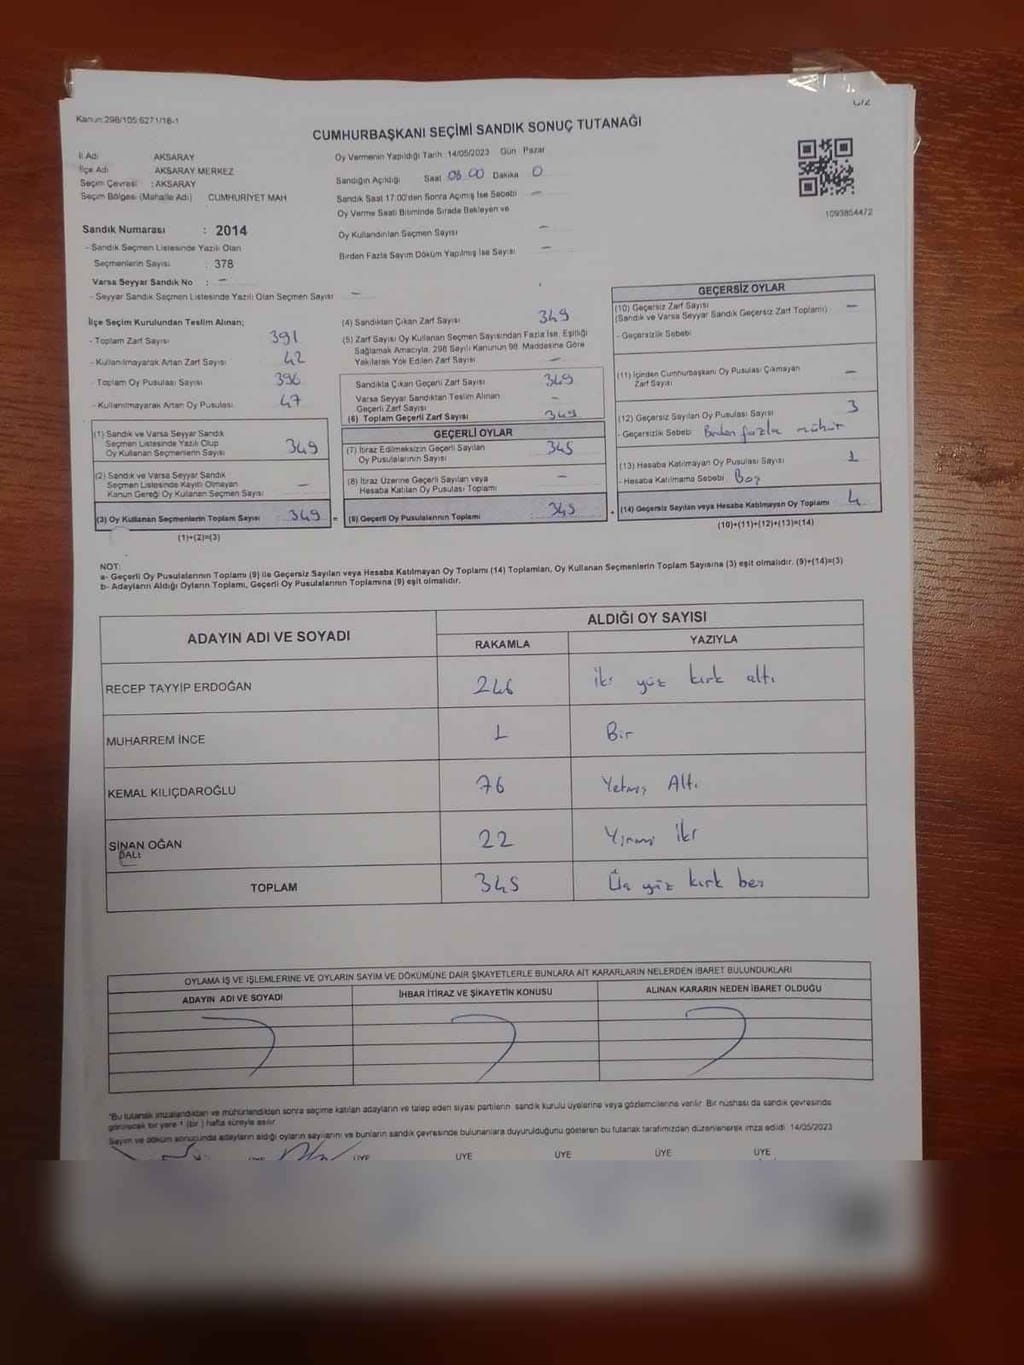 6/2
Kanun:298/105:6271/18-1
CUMHURBAŞKANI SEÇİMİ SANDIK SONUÇ TUTANAĞI
İl Adı AKSARAY
İlçe Adı AKSARAY MERKEZ
Seçim Çevresi : AKSARAY
Seçim Bölgesi (Mahalle Adı) CUMHURİYET MAH
Sandık Numarası : 2014
- Sandık Seçmen Listesinde Yazılı Olan
Seçmenlerin Sayısı : 378
Varsa Seyyar Sandık No : -
- Seyyar Sandık Seçmen Listesinde Yazılı Olan Seçmen Sayısı -
Oy Vermenin Yapıldığı Tarih 14/05/2023 Gün Pazar
Sandığın Açıldığı Saat 08 00 Dakika 0
Sandık Saat 17:00'den Sonra Açımış İse Sebebi -
Oy Verme Saati Bitiminde Sırada Bekleyen ve
Oy Kullandırılan Seçmen Sayısı -
Birden Fazla Sayım Döküm Yapılmış İse Sayısı -
1093854472
İlçe Seçim Kurulundan Teslim Alınan;
- Toplam Zarf Sayısı 391
- Kullanılmayarak Artan Zarf Sayısı 42
- Toplam Oy Pusulası Sayısı 396
- Kullanılmayarak Artan Oy Pusulası 47
(1) Sandık ve Varsa Seyyar Sandık
Seçmen Listesinde Yazılı Olup
Oy Kullanan Seçmenlerin Sayısı 349
(2) Sandık ve Varsa Seyyar Sandık
Seçmen Listesinde Kayıtlı Olmayan
Kanun Gereği Oy Kullanan Seçmen Sayısı -
(3) Oy Kullanan Seçmenlerin Toplam Sayısı 349 =
(1)+(2)=(3)
(4) Sandıktan Çıkan Zarf Sayısı 349
(5) Zarf Sayısı Oy Kullanan Seçmen Sayısından Fazla İse, Eşitliği
Sağlamak Amacıyla, 298 Sayılı Kanunun 98. Maddesine Göre
Yakılarak Yok Edilen Zarf Sayısı -
Sandıkta Çıkan Geçerli Zarf Sayısı 349
Varsa Seyyar Sandıktan Teslim Alınan
Geçerli Zarf Sayısı -
(6) Toplam Geçerli Zarf Sayısı 349
GEÇERLİ OYLAR
(7) İtiraz Edilmeksizin Geçerli Sayılan
Oy Pusulasının Sayısı 345
(8) İtiraz Üzerine Geçerli Sayılan veya
Hesaba Katılan Oy Pusulası Toplamı -
(9) Geçerli Oy Pusulalarının Toplamı 345 +
GEÇERSİZ OYLAR
(10) Geçersiz Zarf Sayısı
(Sandık ve Varsa Seyyar Sandık Geçersiz Zarf Toplamı) -
- Geçersizlik Sebebi
(11) İçinden Cumhurbaşkanı Oy Pusulası Çıkmayan
Zarf Sayısı -
(12) Geçersiz Sayılan Oy Pusulası Sayısı 3
- Geçersizlik Sebebi Birden fazla mühür
(13) Hesaba Katılmayan Oy Pusulası Sayısı 1
- Hesaba Katılmama Sebebi Boş
(14) Geçersiz Sayılan veya Hesaba Katılmayan Oy Toplamı 4
(10)+(11)+(12)+(13)=(14)
NOT:
a- Geçerli Oy Pusulalarının Toplamı (9) ile Geçersiz Sayılan veya Hesaba Katılmayan Oy Toplamı (14) Toplamları, Oy Kullanan Seçmenlerin Toplam Sayısına (3) eşit olmalıdır. (9)+(14)=(3)
b- Adayların Aldığı Oyların Toplamı, Geçerli Oy Pusulalarının Toplamına (9) eşit olmalıdır.
ADAYIN ADI VE SOYADI ALDIĞI OY SAYISI
RAKAMLA YAZIYLA
RECEP TAYYİP ERDOĞAN 246 iki yüz kırk altı
MUHARREM İNCE 1 Bir
KEMAL KILIÇDAROĞLU 76 Yetmiş Altı
SİNAN OĞAN 22 Yirmi İki
TOPLAM 345 Üç yüz kırk beş
OYLAMA İŞ VE İŞLEMLERİNE VE OYLARIN SAYIM VE DÖKÜMÜNE DAİR ŞİKAYETLERLE BUNLARA AİT KARARLARIN NELERDEN İBARET BULUNDUKLARI
ADAYIN ADI VE SOYADI İHBAR İTİRAZ VE ŞİKAYETİN KONUSU ALINAN KARARIN NEDEN İBARET OLDUĞU
*Bu tutanak imzalandıktan ve mühürlendikten sonra seçime katılan adayların ve talep eden siyasi partilerin sandık kurulu üyelerine veya gözlemcilerine verilir. Bir nüshası da sandık çevresinde
görülecek bir yere 1 (bir) hafta süreyle asılır.
Sayım ve döküm sonucunda adayların aldığı oyların sayılarını ve bunların sandık çevresinde bulunanlara duyurulduğunu gösteren bu tutanak tarafımızdan düzenlenerek imza edildi. 14/05/2023
ÜYE ÜYE ÜYE ÜYE ÜYE